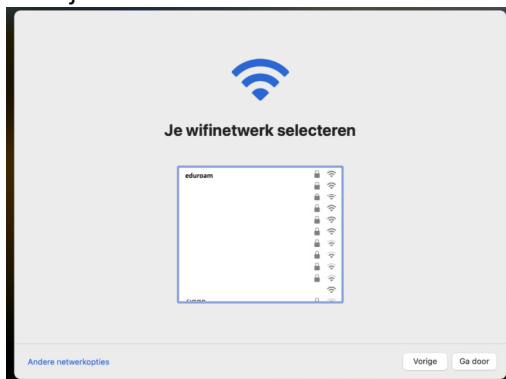 Je wifinetwerk selecteren
eduroam
Andere netwerkopties
Vorige
Ga door